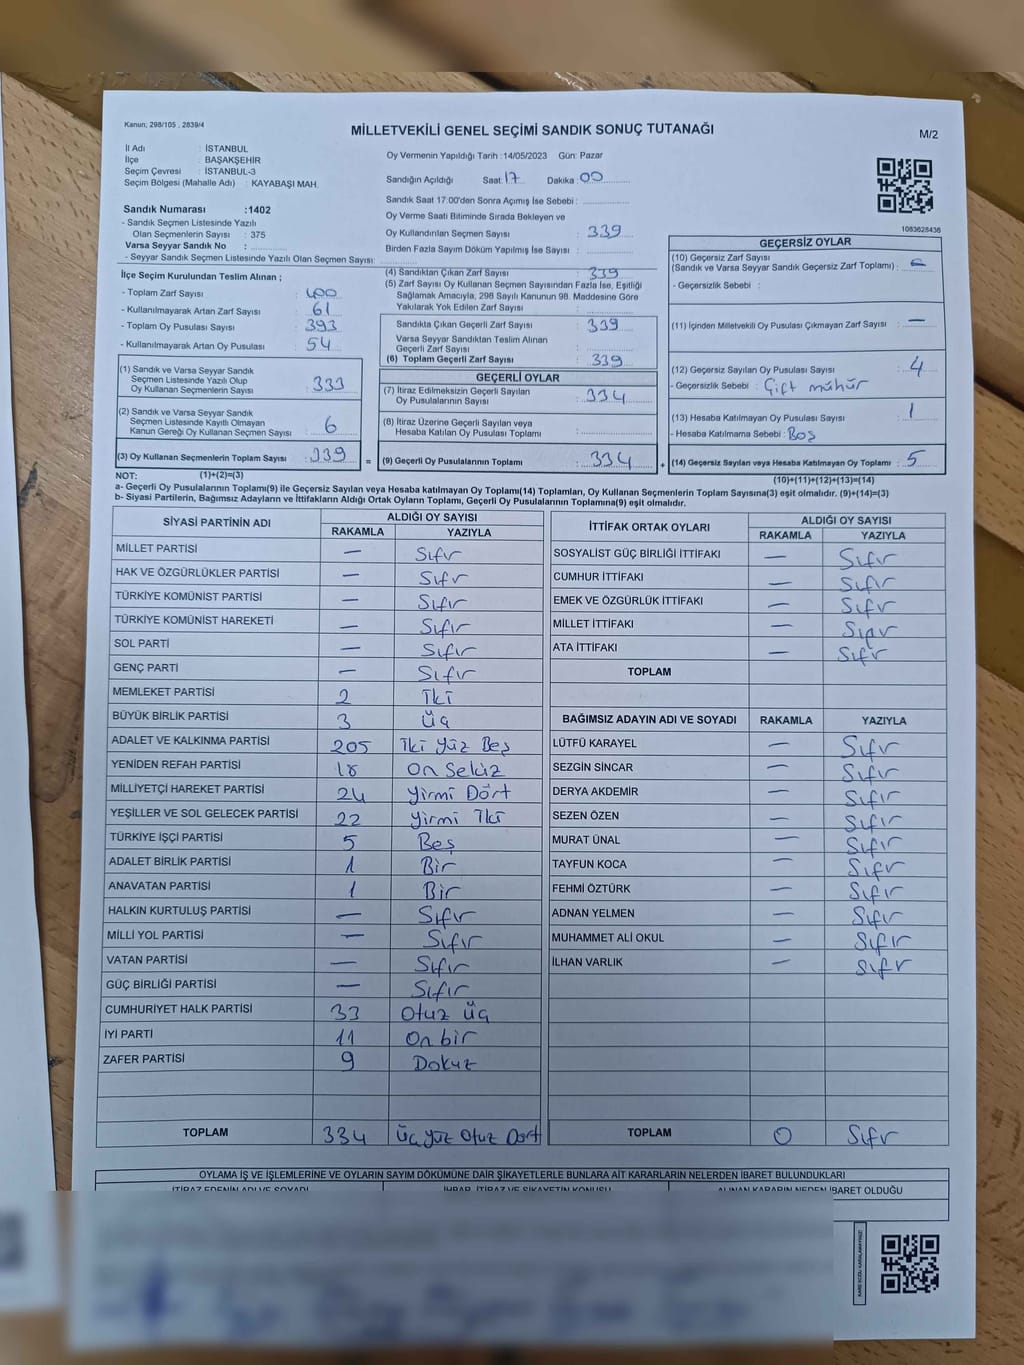 Kanun, 298/105 , 2839/4
MİLLETVEKİLİ GENEL SEÇİMİ SANDIK SONUÇ TUTANAĞI
M/2
İl Adı : İSTANBUL
İlçe : BAŞAKŞEHİR
Seçim Çevresi : İSTANBUL-3
Seçim Bölgesi (Mahalle Adı) : KAYABAŞI MAH.
Oy Vermenin Yapıldığı Tarih :14/05/2023 Gün: Pazar
Sandığın Açıldığı Saat: 17 Dakika: 00
Sandık Saat 17:00'den Sonra Açımış İse Sebebi :
Oy Verme Saati Bitiminde Sırada Bekleyen ve
Oy Kullandırılan Seçmen Sayısı : 339
Birden Fazla Sayım Döküm Yapılmış İse Sayısı :
Sandık Numarası :1402
- Sandık Seçmen Listesinde Yazılı
Olan Seçmenlerin Sayısı : 375
Varsa Seyyar Sandık No :
- Seyyar Sandık Seçmen Listesinde Yazılı Olan Seçmen Sayısı:
İlçe Seçim Kurulundan Teslim Alınan ;
- Toplam Zarf Sayısı : 400
- Kullanılmayarak Artan Zarf Sayısı : 61
- Toplam Oy Pusulası Sayısı : 393
- Kullanılmayarak Artan Oy Pusulası : 54
(1) Sandık ve Varsa Seyyar Sandık
Seçmen Listesinde Yazılı Olup
Oy Kullanan Seçmenlerin Sayısı : 333
(2) Sandık ve Varsa Seyyar Sandık
Seçmen Listesinde Kayıtlı Olmayan
Kanun Gereği Oy Kullanan Seçmen Sayısı : 6
(3) Oy Kullanan Seçmenlerin Toplam Sayısı : 339
(1)+(2)=(3)
(4) Sandıktan Çıkan Zarf Sayısı : 339
(5) Zarf Sayısı Oy Kullanan Seçmen Sayısından Fazla İse, Eşitliği
Sağlamak Amacıyla, 298 Sayılı Kanunun 98. Maddesine Göre
Yakılarak Yok Edilen Zarf Sayısı :
Sandıkta Çıkan Geçerli Zarf Sayısı : 339
Varsa Seyyar Sandıktan Teslim Alınan
Geçerli Zarf Sayısı :
(6) Toplam Geçerli Zarf Sayısı : 339
GEÇERLİ OYLAR
(7) İtiraz Edilmeksizin Geçerli Sayılan
Oy Pusulalarının Sayısı : 334
(8) İtiraz Üzerine Geçerli Sayılan veya
Hesaba Katılan Oy Pusulası Toplamı :
= (9) Geçerli Oy Pusulalarının Toplamı : 334 +
1083628436
GEÇERSİZ OYLAR
(10) Geçersiz Zarf Sayısı
(Sandık ve Varsa Seyyar Sandık Geçersiz Zarf Toplamı) :
- Geçersizlik Sebebi :
(11) İçinden Milletvekili Oy Pusulası Çıkmayan Zarf Sayısı : —
(12) Geçersiz Sayılan Oy Pusulası Sayısı : 4
- Geçersizlik Sebebi : Çift mühür
(13) Hesaba Katılmayan Oy Pusulası Sayısı : 1
- Hesaba Katılmama Sebebi : Boş
(14) Geçersiz Sayılan veya Hesaba Katılmayan Oy Toplamı : 5
(10)+(11)+(12)+(13)=(14)
NOT:
a- Geçerli Oy Pusulalarının Toplamı(9) ile Geçersiz Sayılan veya Hesaba katılmayan Oy Toplamı(14) Toplamları, Oy Kullanan Seçmenlerin Toplam Sayısına(3) eşit olmalıdır. (9)+(14)=(3)
b- Siyasi Partilerin, Bağımsız Adayların ve İttifakların Aldığı Ortak Oyların Toplamı, Geçerli Oy Pusulalarının Toplamına(9) eşit olmalıdır.
SİYASİ PARTİNİN ADI ALDIĞI OY SAYISI
RAKAMLA YAZIYLA
MİLLET PARTİSİ — Sıfır
HAK VE ÖZGÜRLÜKLER PARTİSİ — Sıfır
TÜRKİYE KOMÜNİST PARTİSİ — Sıfır
TÜRKİYE KOMÜNİST HAREKETİ — Sıfır
SOL PARTİ — Sıfır
GENÇ PARTİ — Sıfır
MEMLEKET PARTİSİ 2 İki
BÜYÜK BİRLİK PARTİSİ 3 Üç
ADALET VE KALKINMA PARTİSİ 205 İki Yüz Beş
YENİDEN REFAH PARTİSİ 18 On Sekiz
MİLLİYETÇİ HAREKET PARTİSİ 24 Yirmi Dört
YEŞİLLER VE SOL GELECEK PARTİSİ 22 Yirmi İki
TÜRKİYE İŞÇİ PARTİSİ 5 Beş
ADALET BİRLİK PARTİSİ 1 Bir
ANAVATAN PARTİSİ 1 Bir
HALKIN KURTULUŞ PARTİSİ — Sıfır
MİLLİ YOL PARTİSİ — Sıfır
VATAN PARTİSİ — Sıfır
GÜÇ BİRLİĞİ PARTİSİ — Sıfır
CUMHURİYET HALK PARTİSİ 33 Otuz üç
İYİ PARTİ 11 On bir
ZAFER PARTİSİ 9 Dokuz
TOPLAM 334 Üç Yüz Otuz Dört
İTTİFAK ORTAK OYLARI ALDIĞI OY SAYISI
RAKAMLA YAZIYLA
SOSYALİST GÜÇ BİRLİĞİ İTTİFAKI — Sıfır
CUMHUR İTTİFAKI — Sıfır
EMEK VE ÖZGÜRLÜK İTTİFAKI — Sıfır
MİLLET İTTİFAKI — Sıfır
ATA İTTİFAKI — Sıfır
TOPLAM
BAĞIMSIZ ADAYIN ADI VE SOYADI RAKAMLA YAZIYLA
LÜTFÜ KARAYEL — Sıfır
SEZGİN SİNCAR — Sıfır
DERYA AKDEMİR — Sıfır
SEZEN ÖZEN — Sıfır
MURAT ÜNAL — Sıfır
TAYFUN KOCA — Sıfır
FEHMİ ÖZTÜRK — Sıfır
ADNAN YELMEN — Sıfır
MUHAMMET ALİ OKUL — Sıfır
İLHAN VARLIK — Sıfır
TOPLAM 0 Sıfır
OYLAMA İŞ VE İŞLEMLERİNE VE OYLARIN SAYIM DÖKÜMÜNE DAİR ŞİKAYETLERLE BUNLARA AİT KARARLARIN NELERDEN İBARET BULUNDUKLARI
İTİRAZ EDENİN ADI VE SOYADI İHBAR, İTİRAZ VE ŞİKAYETİN KONUSU ALINAN KARARIN NEDEN İBARET OLDUĞU
KARE KODU KARALAMAYINIZ!